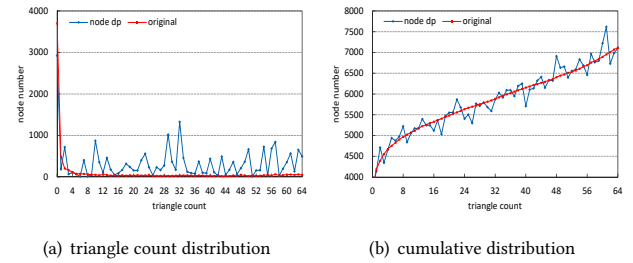 node dp original
4000
3000
2000
1000
0
node number
0 4 8 12 16 20 24 28 32 36 40 44 48 52 56 60 64
triangle count
(a) triangle count distribution
node dp original
8000
7500
7000
6500
6000
5500
5000
4500
4000
node number
0 8 16 24 32 40 48 56 64
triangle count
(b) cumulative distribution